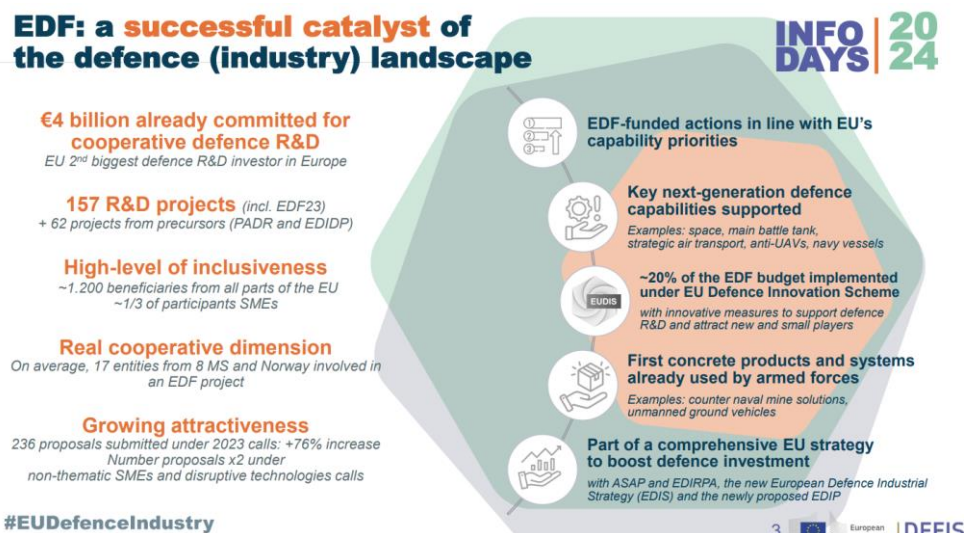 EDF: a successful catalyst of
the defence (industry) landscape
INFO
DAYS
20
24
€4 billion already committed for
cooperative defence R&D
EU 2nd biggest defence R&D investor in Europe
157 R&D projects (incl. EDF23)
+ 62 projects from precursors (PADR and EDIDP)
High-level of inclusiveness
~1.200 beneficiaries from all parts of the EU
~1/3 of participants SMEs
Real cooperative dimension
On average, 17 entities from 8 MS and Norway involved in
an EDF project
Growing attractiveness
236 proposals submitted under 2023 calls: +76% increase
Number proposals x2 under
non-thematic SMEs and disruptive technologies calls
EDF-funded actions in line with EU's
capability priorities
Key next-generation defence
capabilities supported
Examples: space, main battle tank,
strategic air transport, anti-UAVs, navy vessels
EUDIS
~20% of the EDF budget implemented
under EU Defence Innovation Scheme
with innovative measures to support defence
R&D and attract new and small players
First concrete products and systems
already used by armed forces
Examples: counter naval mine solutions,
unmanned ground vehicles
Part of a comprehensive EU strategy
to boost defence investment
with ASAP and EDIRPA, the new European Defence Industrial
Strategy (EDIS) and the newly proposed EDIP
#EUDefenceIndustry
3
European
DEFIS